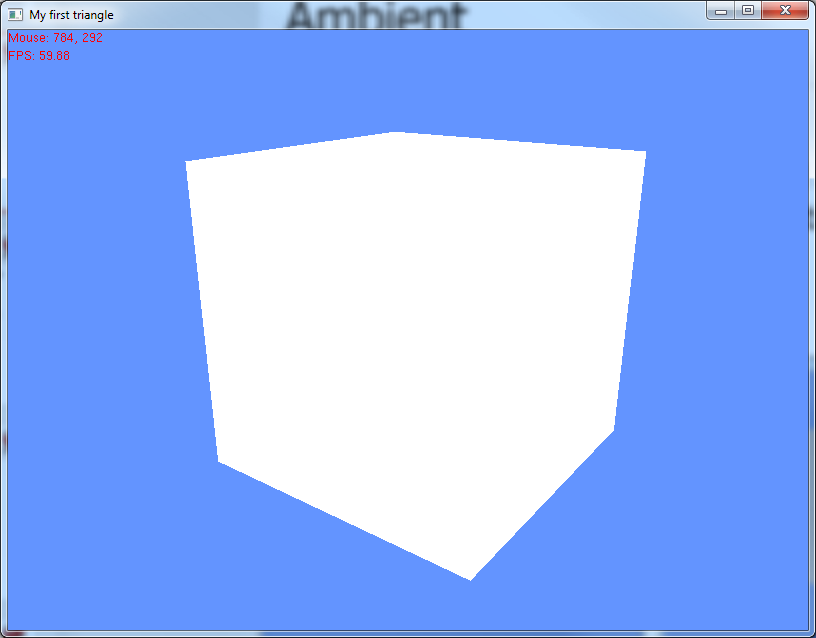 Ambient
My first triangle
Mouse: 784, 292
FPS: 59.88